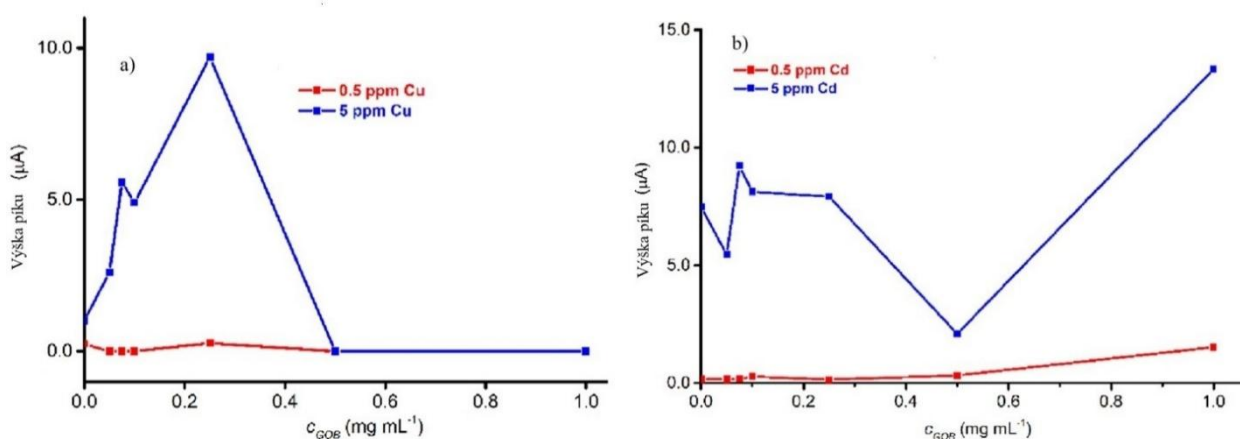 a)
10.0
5.0
0.0
Výška piku (µA)
0.5 ppm Cu
5 ppm Cu
0.0 0.2 0.4 0.6 0.8 1.0
cGOB (mg mL-1)
b)
15.0
10.0
5.0
0.0
Výška piku (µA)
0.5 ppm Cd
5 ppm Cd
0.0 0.2 0.4 0.6 0.8 1.0
cGOB (mg mL-1)